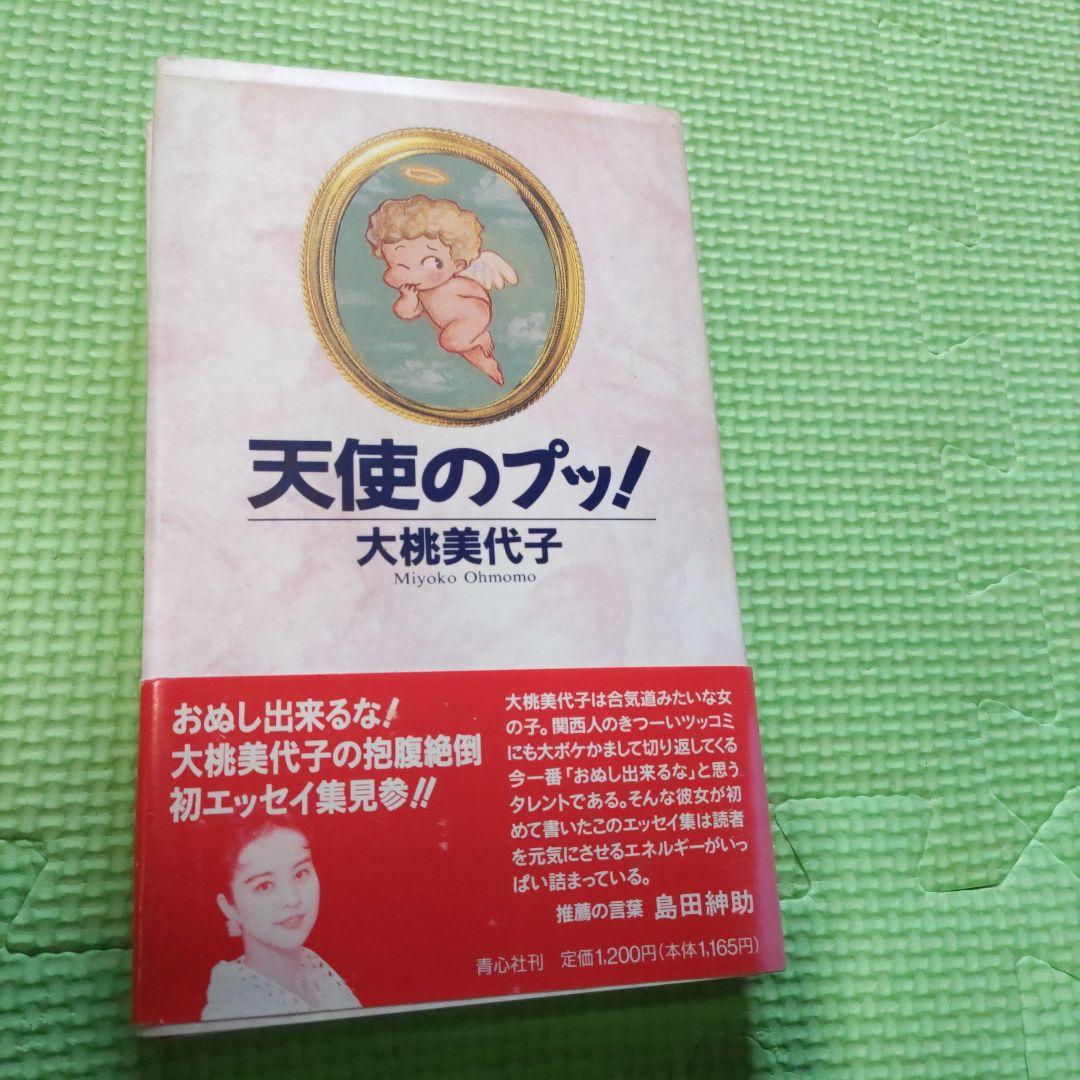 天使のプッ!
大桃美代子
Miyoko Ohmomo
おぬし出来るな!
大桃美代子の抱腹絶倒
初エッセイ集見参!!
大桃美代子は合気道みたいな女
の子。関西人のきつーいツッコミ
にも大ボケかまして切り返してくる
今一番「おぬし出来るな」と思う
タレントである。そんな彼女が初
めて書いたこのエッセイ集は読者
を元気にさせるエネルギーがいっ
ぱい詰まっている。
推薦の言葉 島田紳助
青心社刊 定価1,200円(本体1,165円)